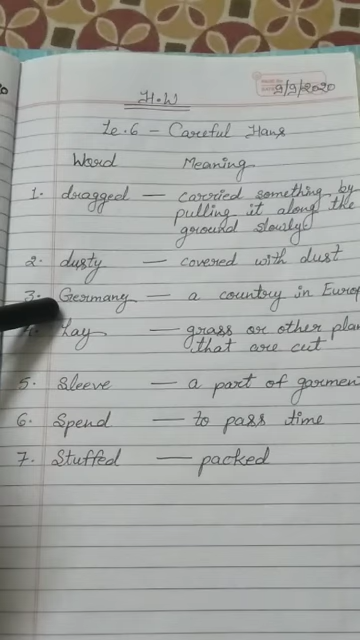 H.W
9/9/2020
Le.6 - Careful Hans
Word Meaning
1. dragged — carried something by
pulling it along the
ground slowly
2. dusty — covered with dust
3. Germany — a country in Europ
4. Hay — grass or other plan
that are cut
5. Sleeve — a part of garmen
6. Spend — to pass time
7. Stuffed — packed